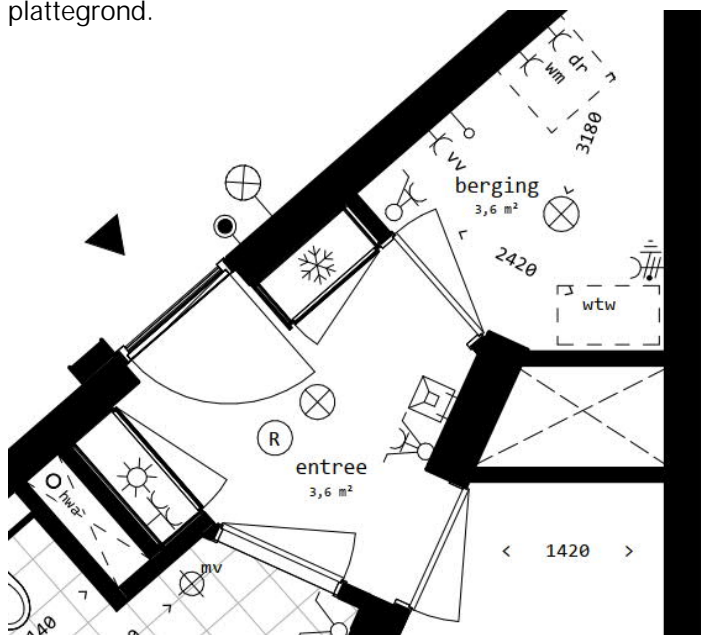 plattegrond.
wm
dr
3180
vv
berging
3,6 m²
2420
wtw
R
entree
3,6 m²
hwa
1420
mv